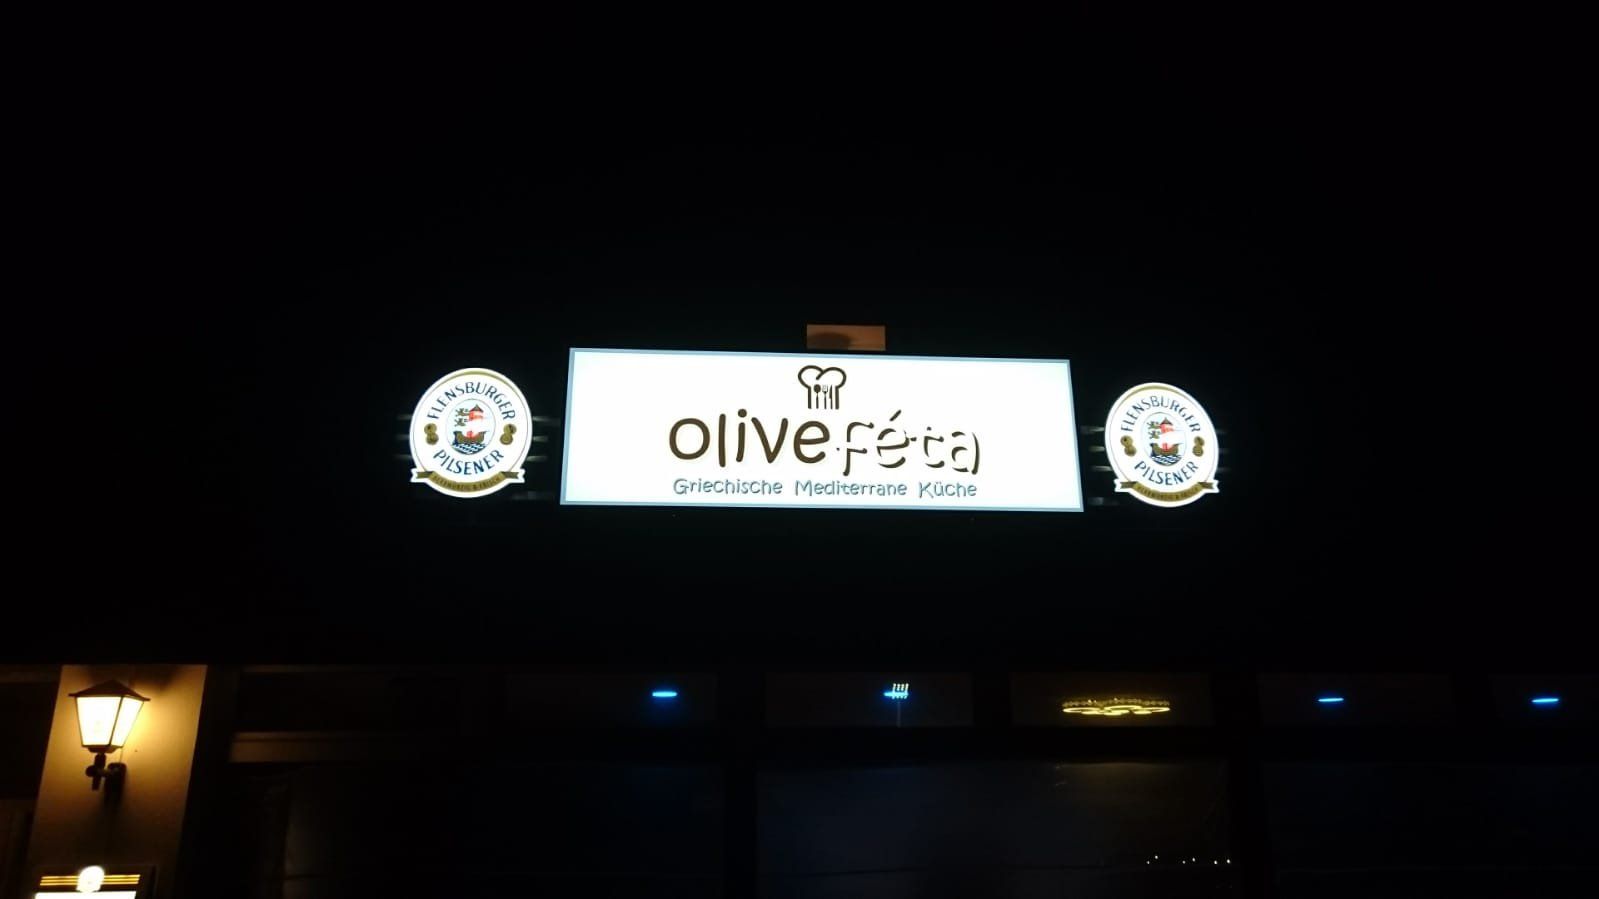 FLENSBURGER
PILSENER
olive féta
Griechische Mediterrane Küche
FLENSBURGER
PILSENER